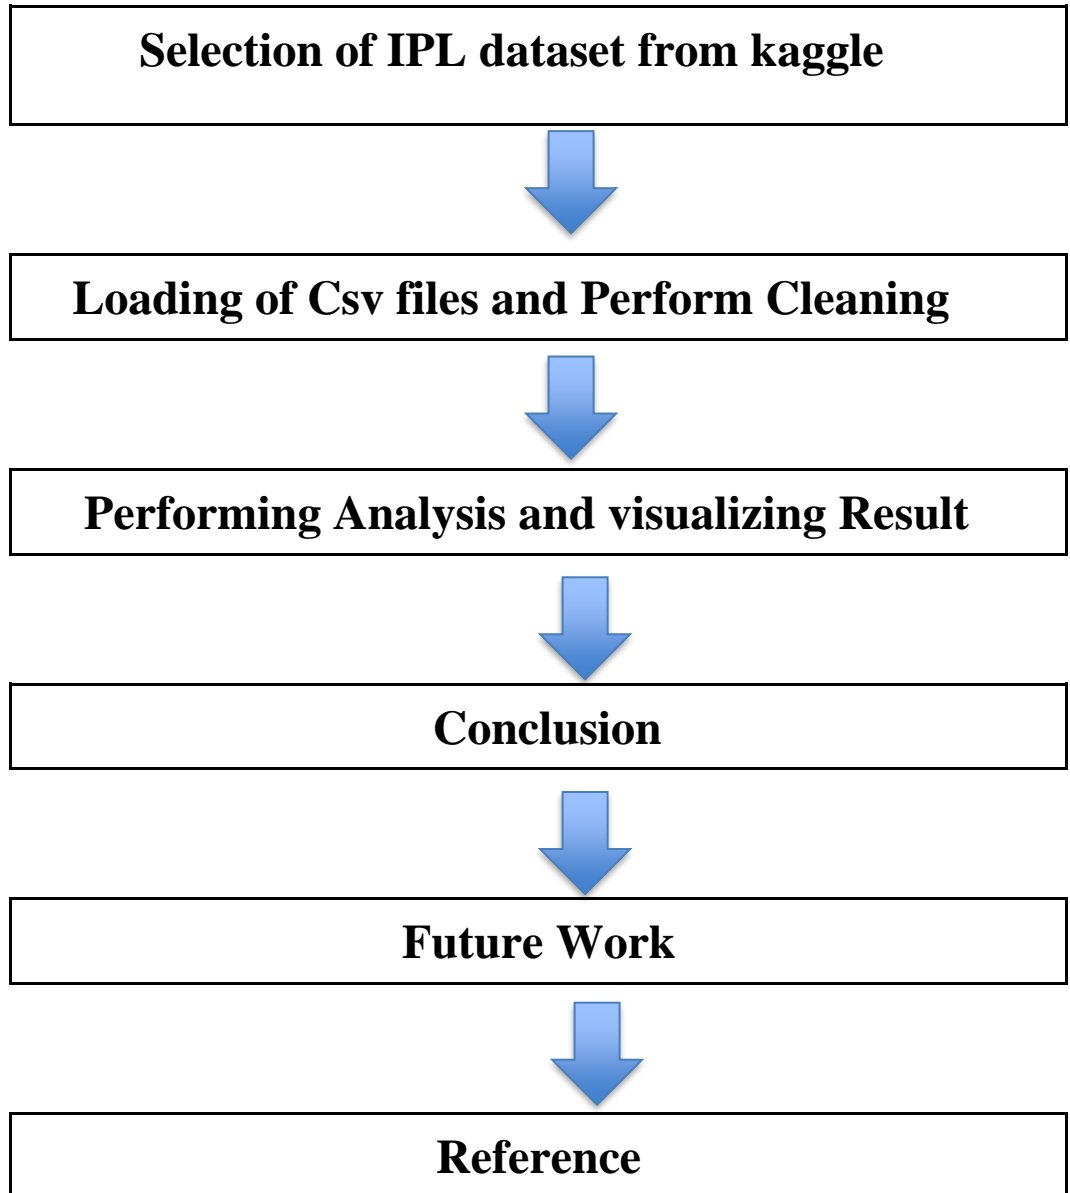 Selection of IPL dataset from kaggle
Loading of Csv files and Perform Cleaning
Performing Analysis and visualizing Result
Conclusion
Future Work
Reference